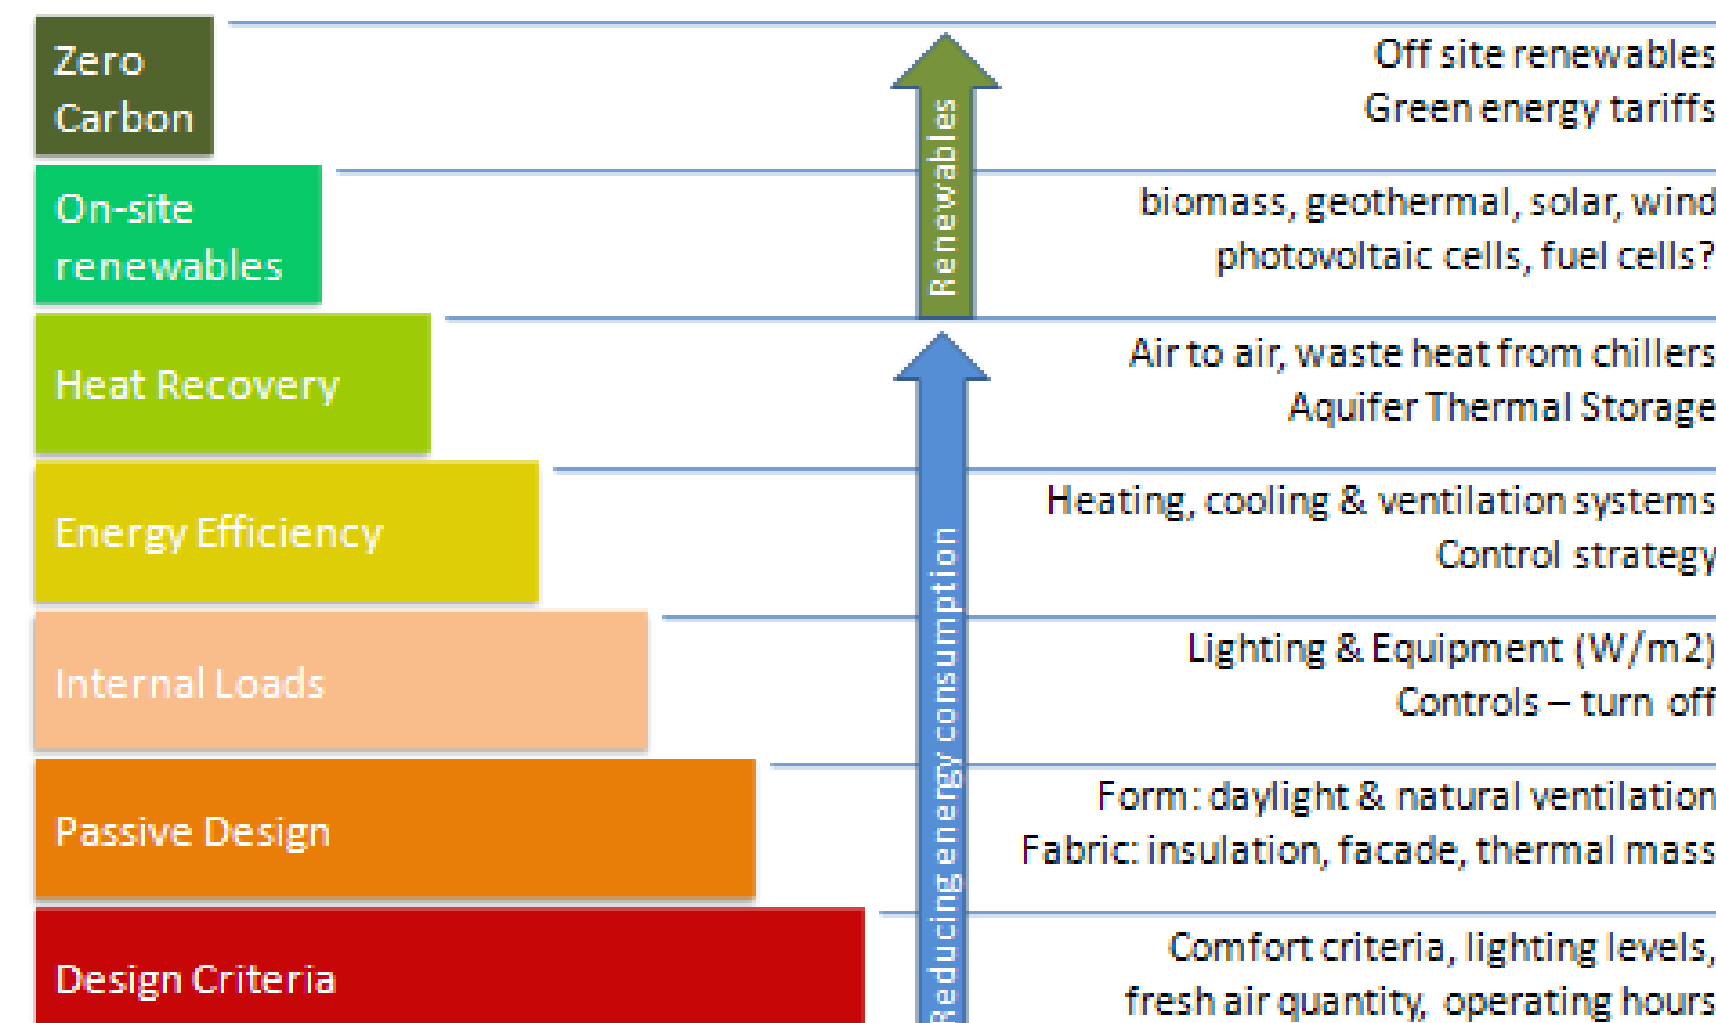 Zero
Carbon
Off site renewables
Green energy tariffs
On-site
renewables
biomass, geothermal, solar, wind
photovoltaic cells, fuel cells?
Renewables
Heat Recovery
Air to air, waste heat from chillers
Aquifer Thermal Storage
Energy Efficiency
Heating, cooling & ventilation systems
Control strategy
Internal Loads
Lighting & Equipment (W/m2)
Controls – turn off
Passive Design
Form: daylight & natural ventilation
Fabric: insulation, facade, thermal mass
Design Criteria
Comfort criteria, lighting levels,
fresh air quantity, operating hours
Reducing energy consumption